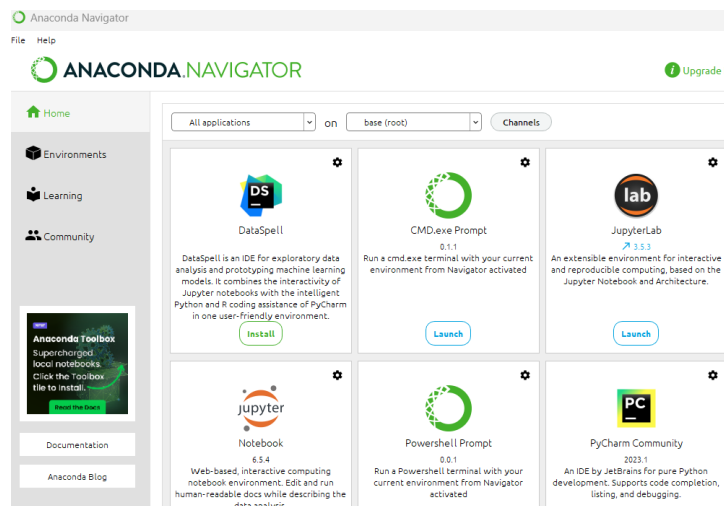 Anaconda Navigator
File Help
ANACONDA.NAVIGATOR
i Upgrade
Home
Environments
Learning
Community
All applications on base (root) Channels
DS
DataSpell
DataSpell is an IDE for exploratory data
analysis and prototyping machine learning
models. It combines the interactivity of
Jupyter notebooks with the intelligent
Python and R coding assistance of PyCharm
in one user-friendly environment.
Install
CMD.exe Prompt
0.1.1
Run a cmd.exe terminal with your current
environment from Navigator activated
Launch
lab
JupyterLab
3.5.3
An extensible environment for interactive
and reproducible computing, based on the
Jupyter Notebook and Architecture.
Launch
jupyter
Notebook
6.5.4
Web-based, interactive computing
notebook environment. Edit and run
human-readable docs while describing the
data analysis.
Powershell Prompt
0.0.1
Run a Powershell terminal with your
current environment from Navigator
activated
PC
PyCharm Community
2023.1
An IDE by JetBrains for pure Python
development. Supports code completion,
listing, and debugging.
Anaconda Toolbox
Supercharged
local notebooks.
Click the Toolbox
tile to install.
Read the Docs
Documentation
Anaconda Blog